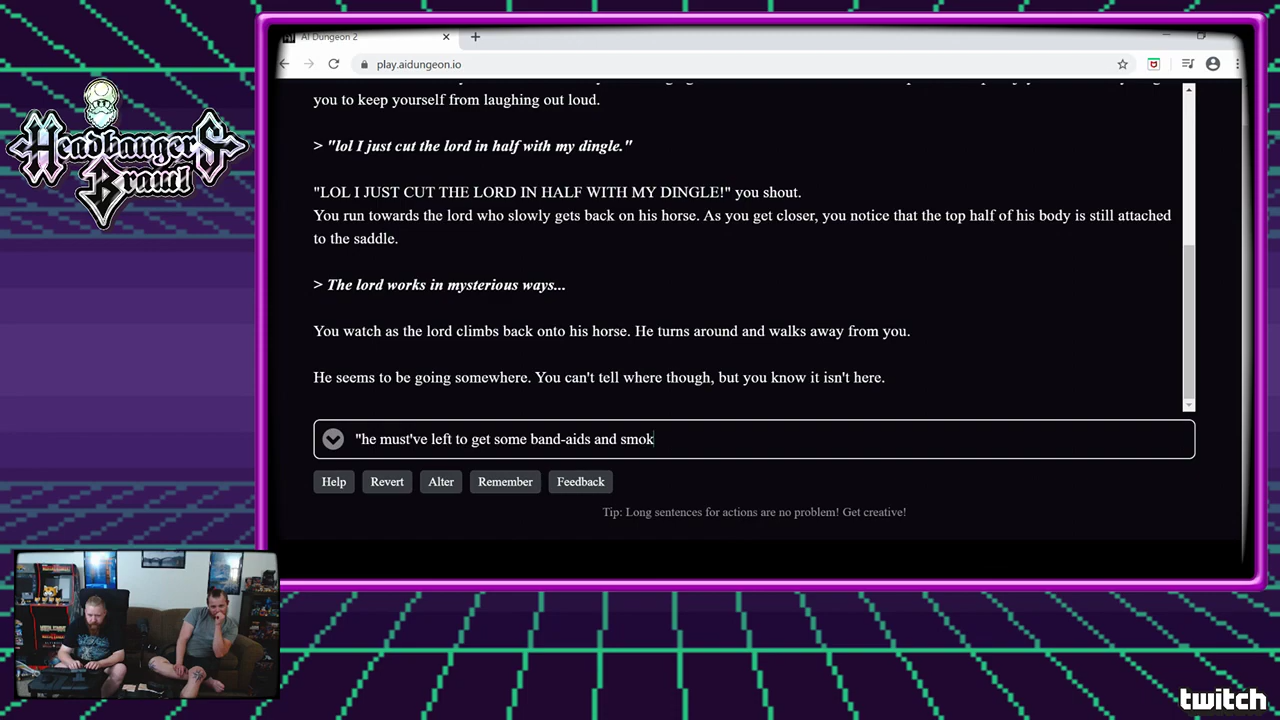 AI Dungeon 2
play.aidungeon.io
HeadbangerS
Brawl
you to keep yourself from laughing out loud.
> "lol I just cut the lord in half with my dingle."
"LOL I JUST CUT THE LORD IN HALF WITH MY DINGLE!" you shout.
You run towards the lord who slowly gets back on his horse. As you get closer, you notice that the top half of his body is still attached
to the saddle.
> The lord works in mysterious ways...
You watch as the lord climbs back onto his horse. He turns around and walks away from you.
He seems to be going somewhere. You can't tell where though, but you know it isn't here.
"he must've left to get some band-aids and smok
Help Revert Alter Remember Feedback
Tip: Long sentences for actions are no problem! Get creative!
twitch